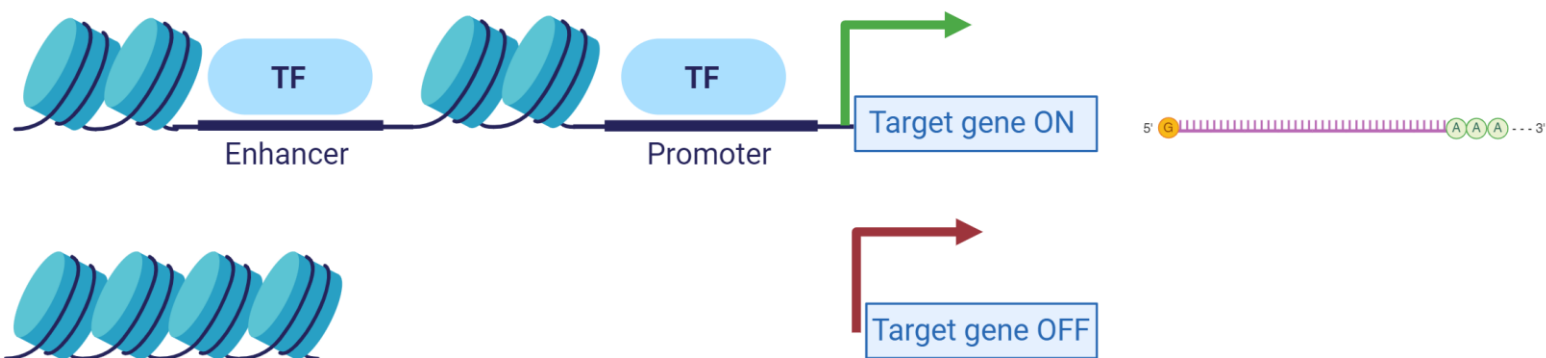 TF
TF
Target gene ON
5' G A A A - - - 3'
Enhancer
Promoter
Target gene OFF